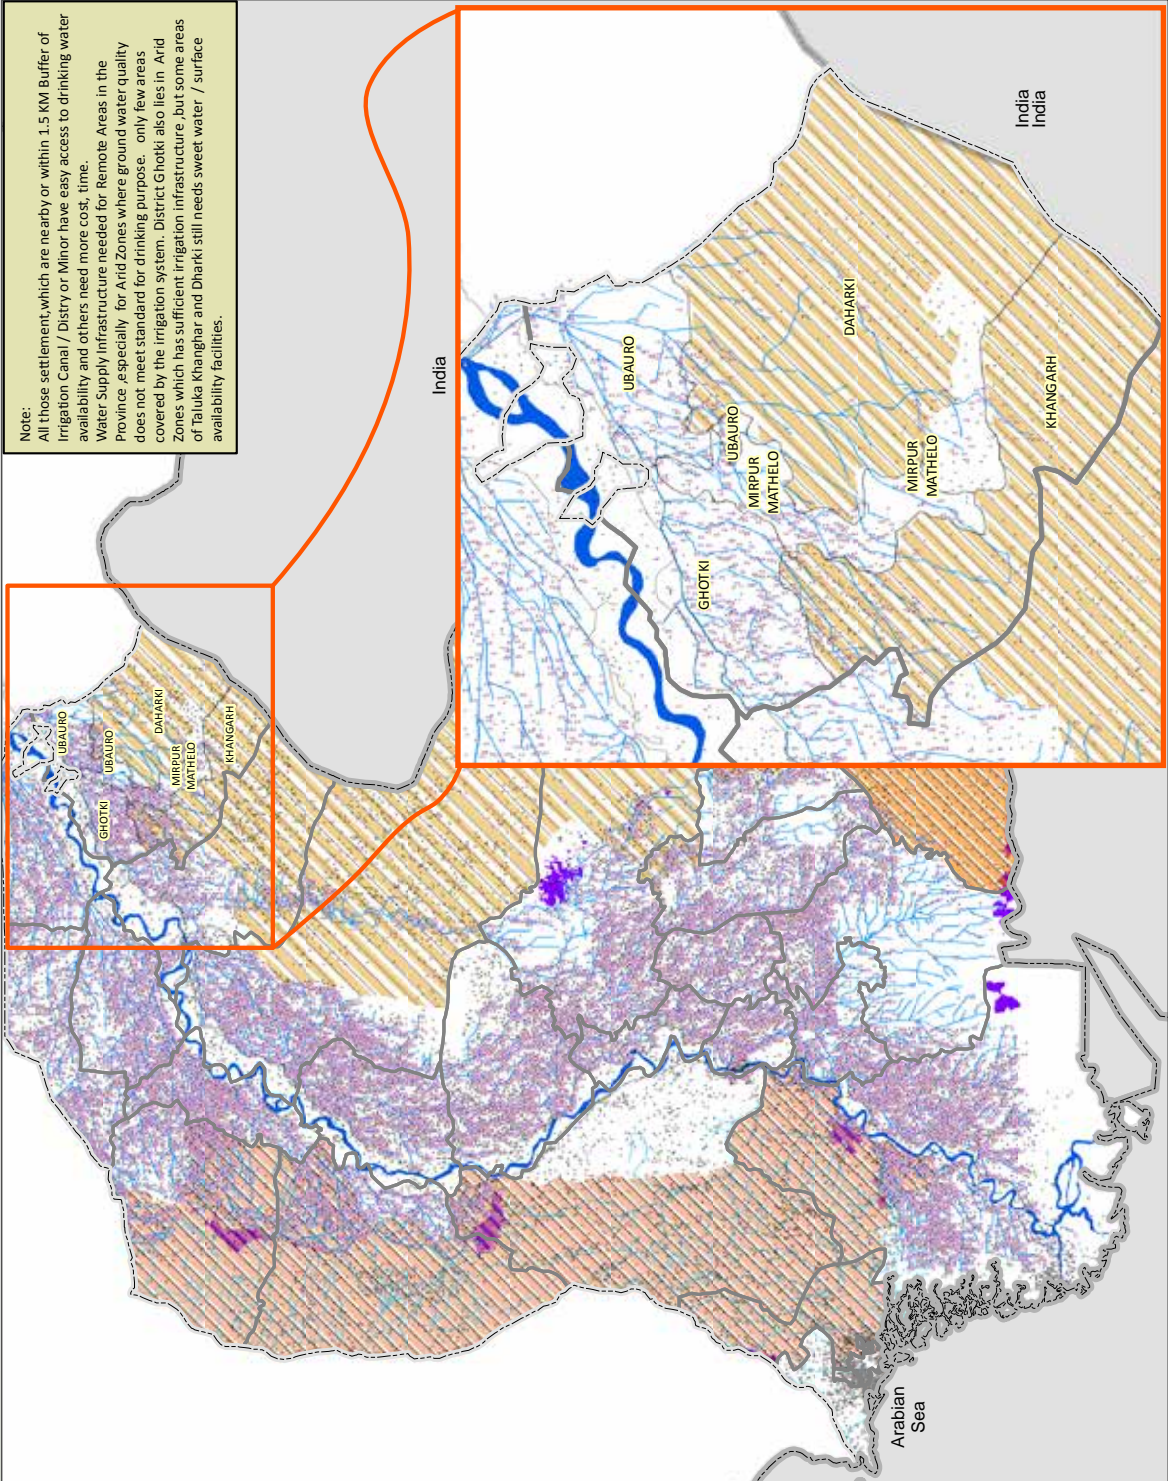 Note:
All those settlement,which are nearby or within 1.5 KM Buffer of
Irrigation Canal / Distry or Minor have easy access to drinking water
availability and others need more cost, time.
Water Supply Infrastructure needed for Remote Areas in the
Province ,especially for Arid Zones where ground water quality
does not meet standard for drinking purpose. only few areas
covered by the irrigation system. District Ghotki also lies in Arid
Zones which has sufficient irrigation infrastructure ,but some areas
of Taluka Khanghar and Dharki still needs sweet water / surface
availability facilities.
India
India
India
UBAURO
DAHARKI
UBAURO
MIRPUR
MATHELO
MIRPUR
MATHELO
KHANGARH
GHOTKI
UBAURO
UBAURO
DAHARKI
MIRPUR
MATHELO
KHANGARH
GHOTKI
Arabian
Sea